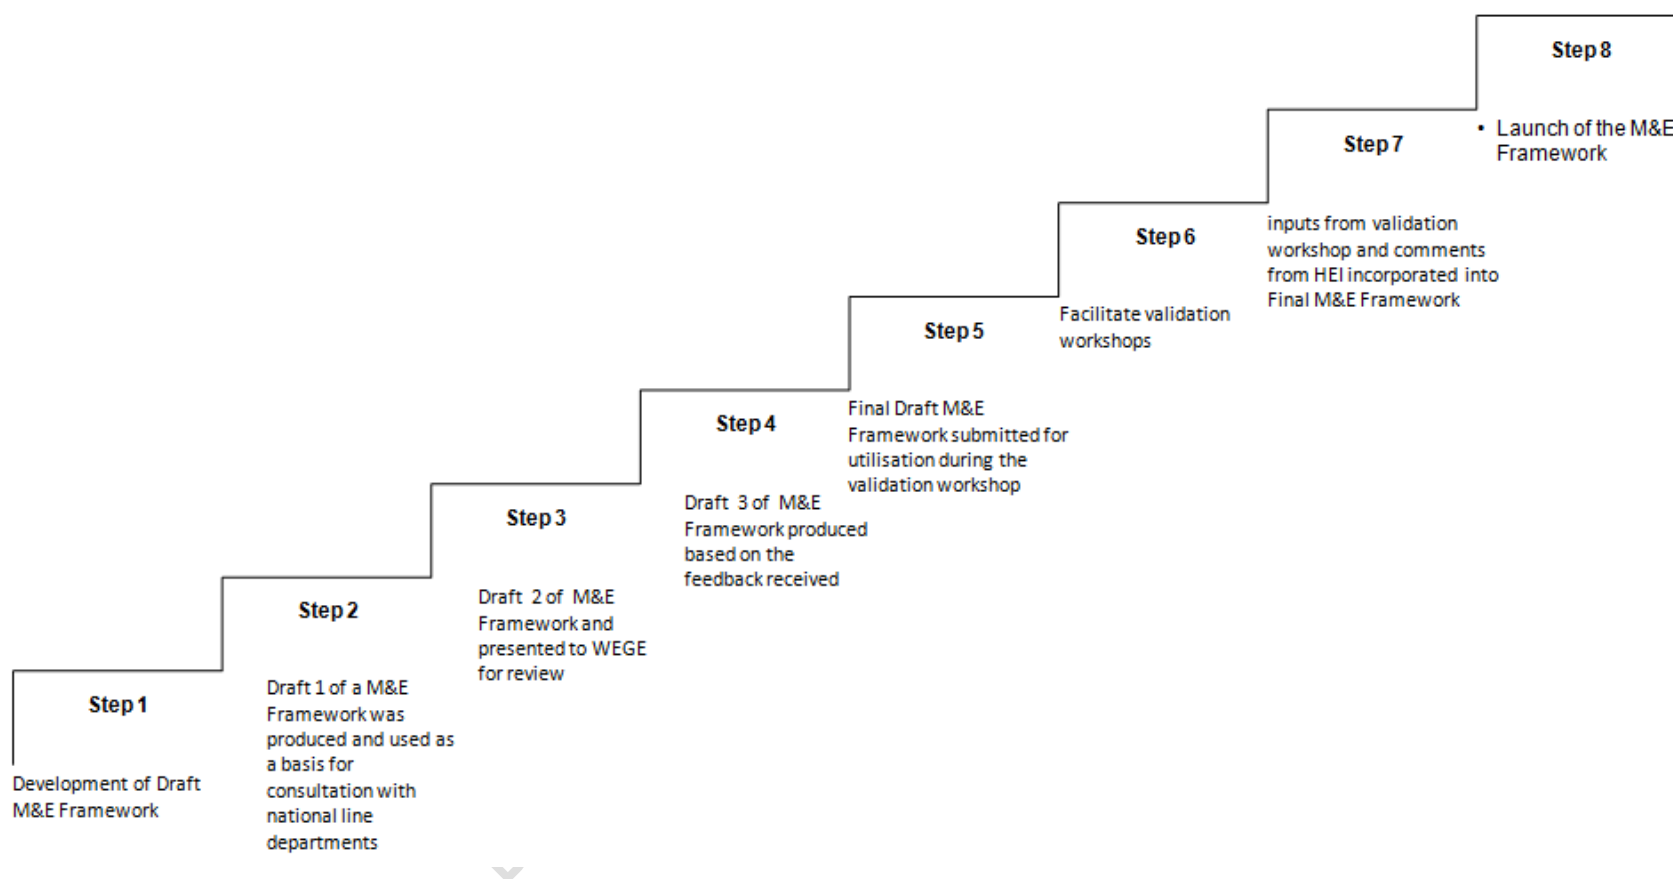 Step 1
Development of Draft
M&E Framework
Step 2
Draft 1 of a M&E
Framework was
produced and used as
a basis for
consultation with
national line
departments
Step 3
Draft 2 of M&E
Framework and
presented to WEGE
for review
Step 4
Draft 3 of M&E
Framework produced
based on the
feedback received
Step 5
Final Draft M&E
Framework submitted for
utilisation during the
validation workshop
Step 6
Facilitate validation
workshops
Step 7
inputs from validation
workshop and comments
from HEI incorporated into
Final M&E Framework
Step 8
• Launch of the M&E
Framework